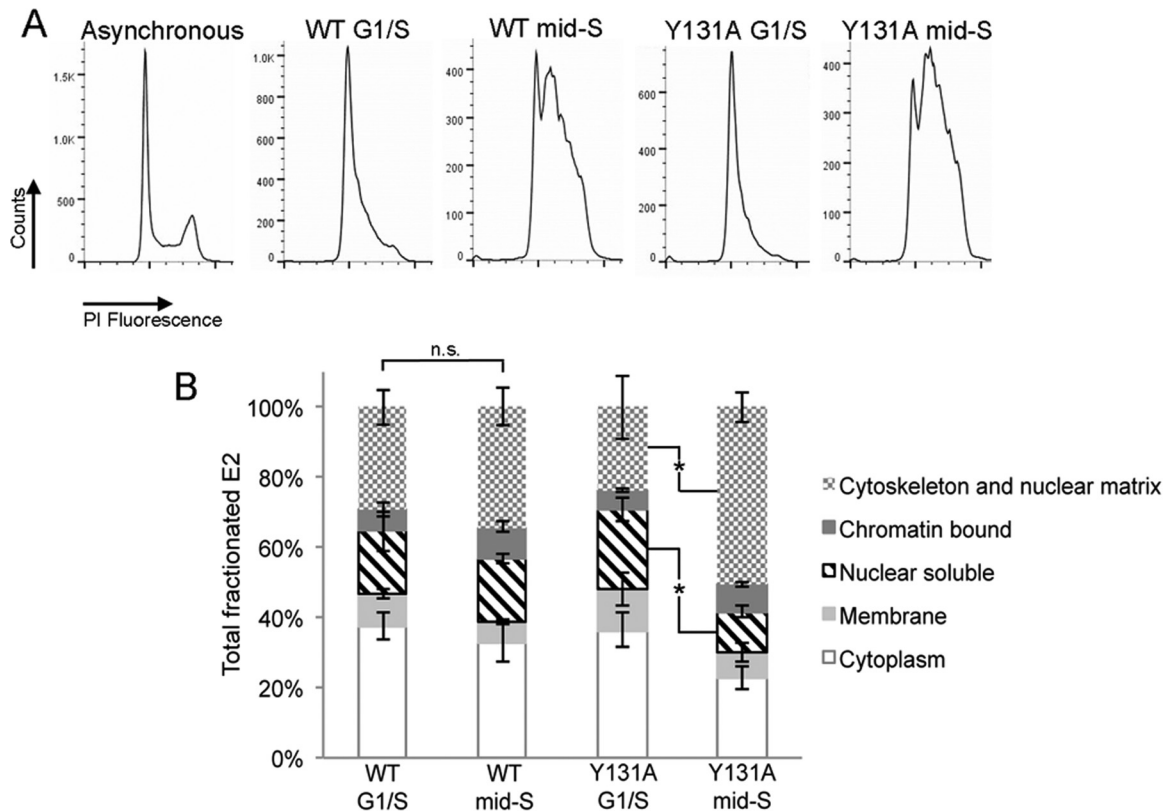 A
Asynchronous
WT G1/S
WT mid-S
Y131A G1/S
Y131A mid-S
Counts
1.5K
1.0K
500
0
1.0K
800
600
400
200
0
400
300
200
100
0
600
400
200
0
400
300
200
100
0
PI Fluorescence
B
n.s.
Total fractionated E2
100%
80%
60%
40%
20%
0%
*
*
Cytoskeleton and nuclear matrix
Chromatin bound
Nuclear soluble
Membrane
Cytoplasm
WT
G1/S
WT
mid-S
Y131A
G1/S
Y131A
mid-S